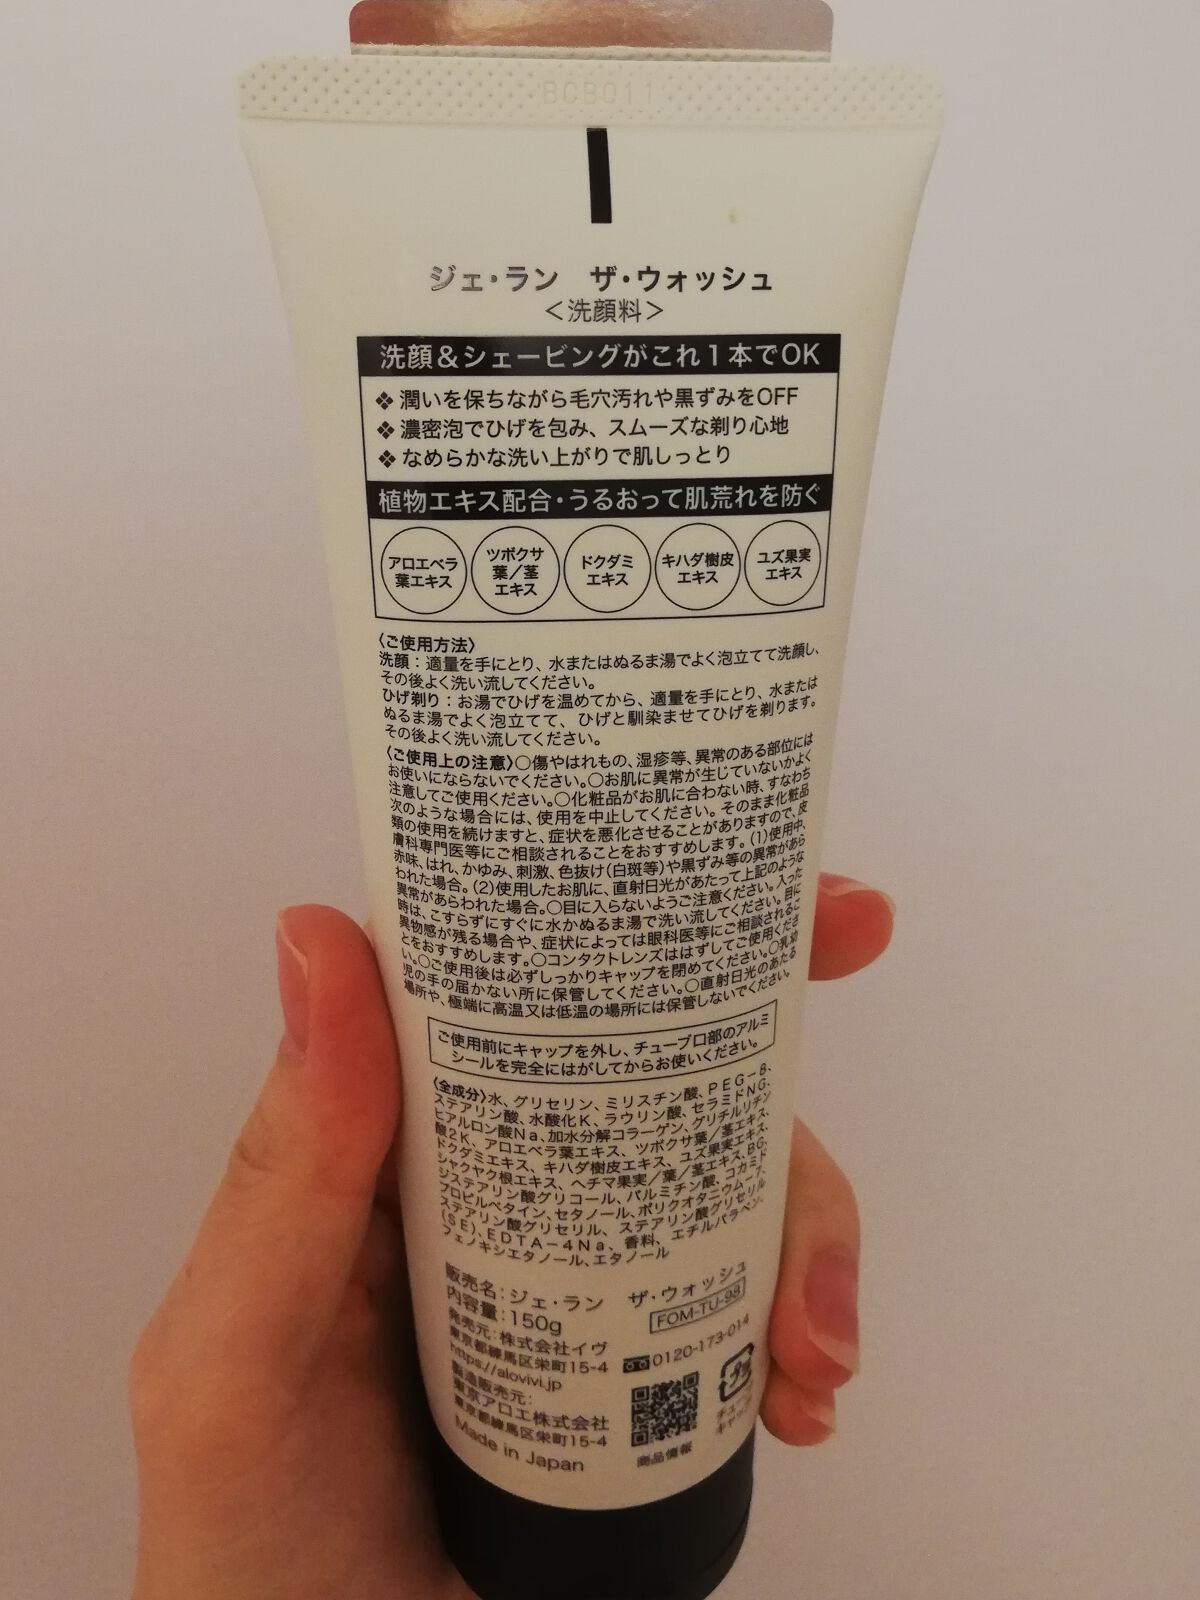 BCB011
ジェ・ラン ザ・ウォッシュ
＜洗顔料＞
洗顔＆シェービングがこれ1本でOK
❖潤いを保ちながら毛穴汚れや黒ずみをOFF
❖濃密泡でひげを包み、スムーズな剃り心地
❖なめらかな洗い上がりで肌しっとり
植物エキス配合・うるおって肌荒れを防ぐ
アロエベラ
葉エキス
ツボクサ
葉／茎
エキス
ドクダミ
エキス
キハダ樹皮
エキス
ユズ果実
エキス
〈ご使用方法〉
洗顔：適量を手にとり、水またはぬるま湯でよく泡立てて洗顔し、
その後よく洗い流してください。
ひげ剃り：お湯でひげを温めてから、適量を手にとり、水または
ぬるま湯でよく泡立てて、ひげと馴染ませてひげを剃ります。
その後よく洗い流してください。
〈ご使用上の注意〉○傷やはれもの、湿疹等、異常のある部位には
お使いにならないでください。○お肌に異常が生じていないかよく
注意してご使用ください。○化粧品がお肌に合わない時、すなわち
次のような場合には、使用を中止してください。そのまま化粧品
類の使用を続けますと、症状を悪化させることがありますので、皮
膚科専門医等にご相談されることをおすすめします。(1)使用中、
赤味、はれ、かゆみ、刺激、色抜け(白斑等)や黒ずみ等の異常があら
われた場合。(2)使用したお肌に、直射日光があたって上記のような
異常があらわれた場合。○目に入らないようご注意ください。入った
時は、こすらずにすぐに水かぬるま湯で洗い流してください。目に
異物感が残る場合や、症状によっては眼科医等にご相談されるこ
とをおすすめします。○コンタクトレンズははずしてご使用くださ
い。○ご使用後は必ずしっかりキャップを閉めてください。○乳幼
児の手の届かない所に保管してください。○直射日光のあたる
場所や、極端に高温又は低温の場所には保管しないでください。
ご使用前にキャップを外し、チューブ口部のアルミ
シールを完全にはがしてからお使いください。
〈全成分〉水、グリセリン、ミリスチン酸、PEG－8、
ステアリン酸、水酸化K、ラウリン酸、セラミドNG、
ヒアルロン酸Na、加水分解コラーゲン、グリチルリチン
酸2K、アロエベラ葉エキス、ツボクサ葉／茎エキス、
ドクダミエキス、キハダ樹皮エキス、ユズ果実エキス、
シャクヤク根エキス、ヘチマ果実／葉／茎エキス、BG、
ジステアリン酸グリコール、パルミチン酸、コカミド
プロピルベタイン、セタノール、ポリクオタニウム－7、
ステアリン酸グリセリル、ステアリン酸グリセリル
(SE)、EDTA－4Na、香料、エチルパラベン、
フェノキシエタノール、エタノール
販売名：ジェ・ラン ザ・ウォッシュ
内容量：150g FOM-TU-98
発売元：株式会社イヴ
東京都練馬区栄町15-4 0120-173-014
https://alovivi.jp
製造販売元：
東京アロエ株式会社
東京都練馬区栄町15-4
Made in Japan
商品情報
プラ
チューブ
キャップ